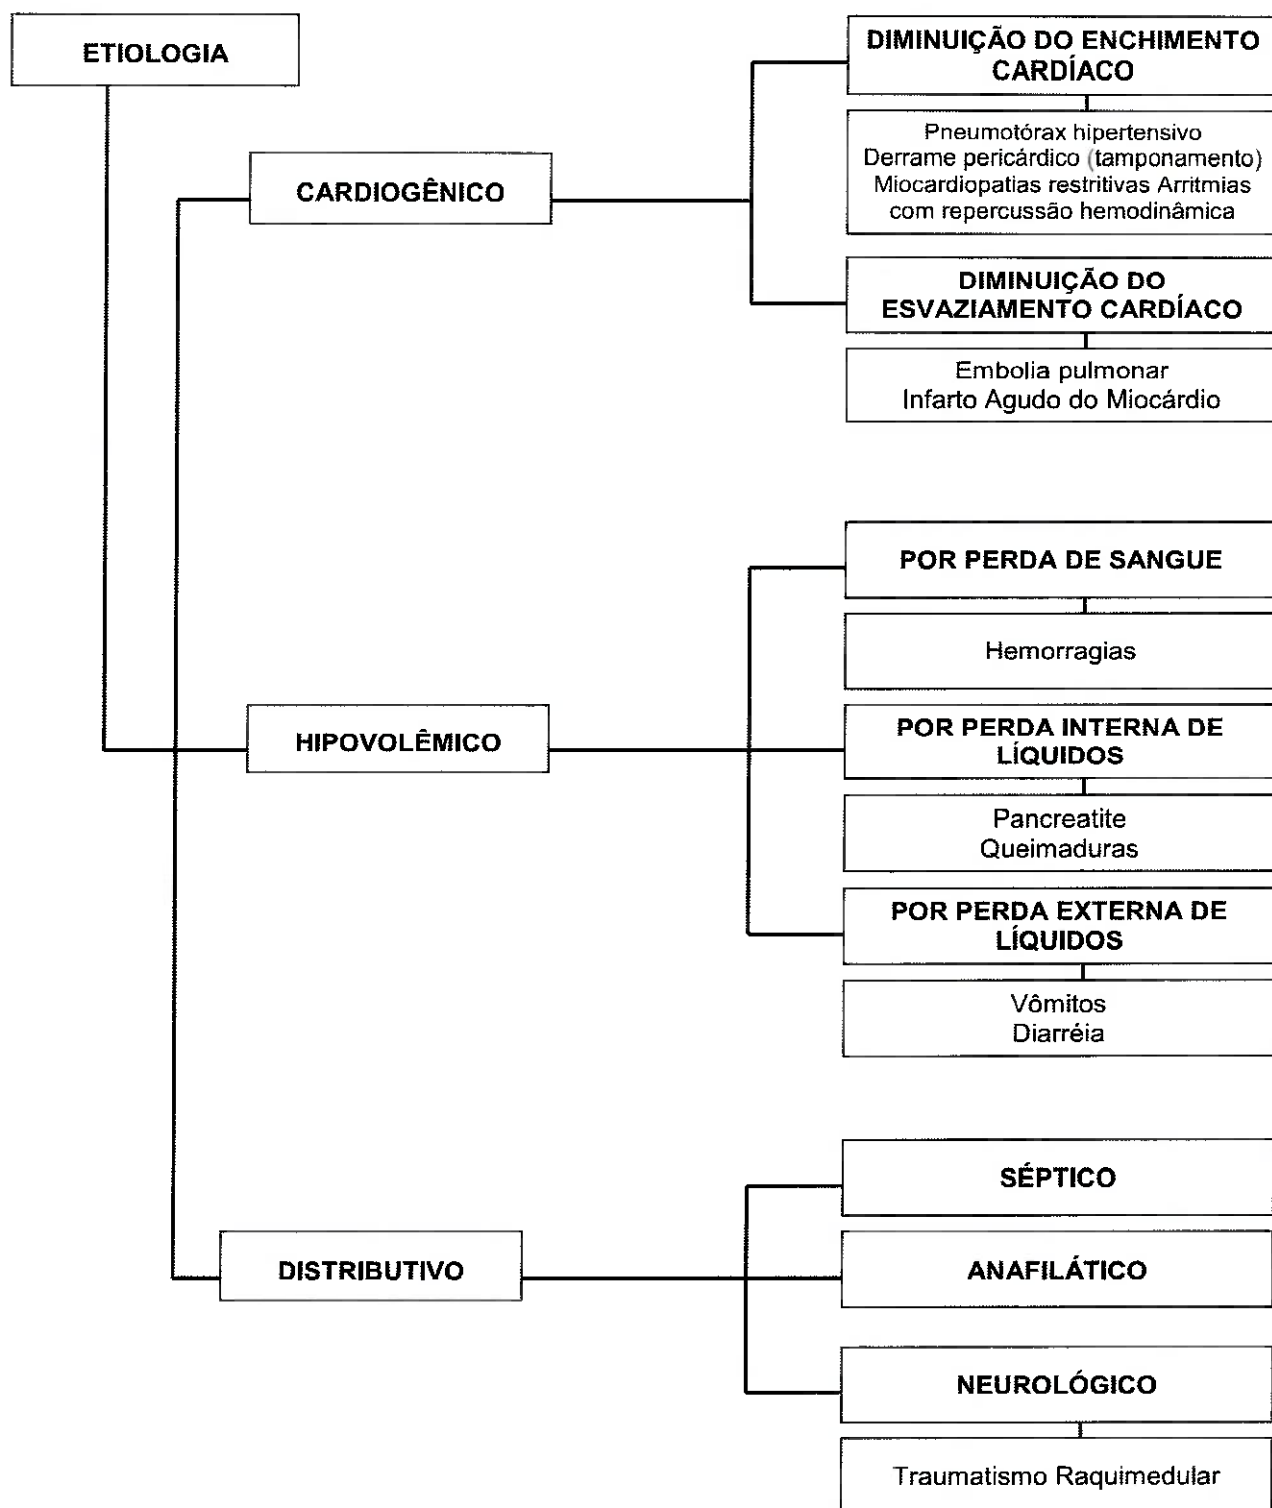 ETIOLOGIA
CARDIOGÊNICO
DIMINUIÇÃO DO ENCHIMENTO
CARDÍACO
Pneumotórax hipertensivo
Derrame pericárdico (tamponamento)
Miocardiopatias restritivas Arritmias
com repercussão hemodinâmica
DIMINUIÇÃO DO
ESVAZIAMENTO CARDÍACO
Embolia pulmonar
Infarto Agudo do Miocárdio
HIPOVOLÊMICO
POR PERDA DE SANGUE
Hemorragias
POR PERDA INTERNA DE
LÍQUIDOS
Pancreatite
Queimaduras
POR PERDA EXTERNA DE
LÍQUIDOS
Vômitos
Diarréia
DISTRIBUTIVO
SÉPTICO
ANAFILÁTICO
NEUROLÓGICO
Traumatismo Raquimedular